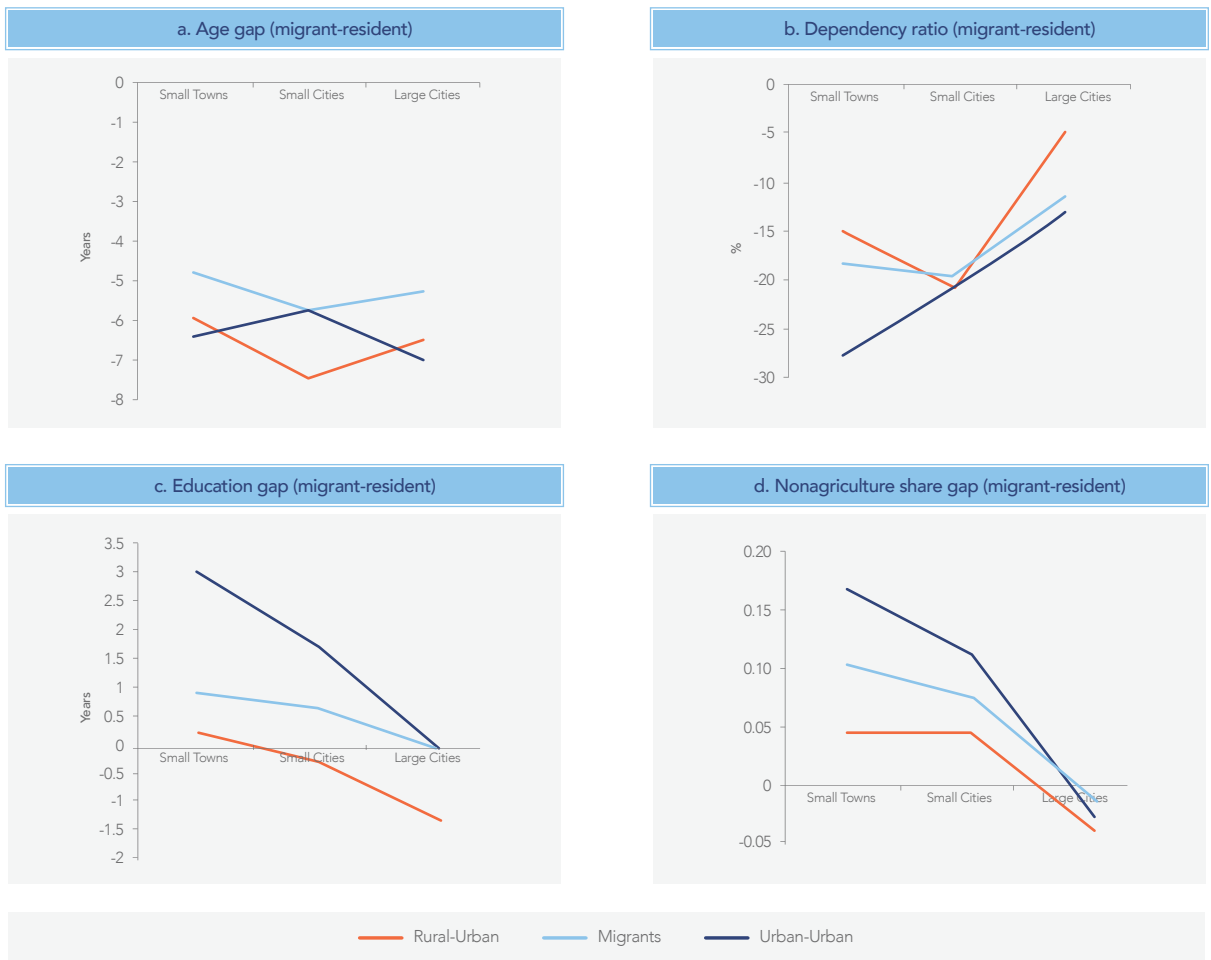 a. Age gap (migrant-resident)
0
-1
-2
-3
-4
-5
-6
-7
-8
Years
Small Towns
Small Cities
Large Cities
b. Dependency ratio (migrant-resident)
0
-5
-10
-15
-20
-25
-30
%
Small Towns
Small Cities
Large Cities
c. Education gap (migrant-resident)
3.5
3
2.5
2
1.5
1
0.5
0
-0.5
-1
-1.5
-2
Years
Small Towns
Small Cities
Large Cities
d. Nonagriculture share gap (migrant-resident)
0.20
0.15
0.10
0.05
0
-0.05
Small Towns
Small Cities
Large Cities
Rural-Urban
Migrants
Urban-Urban